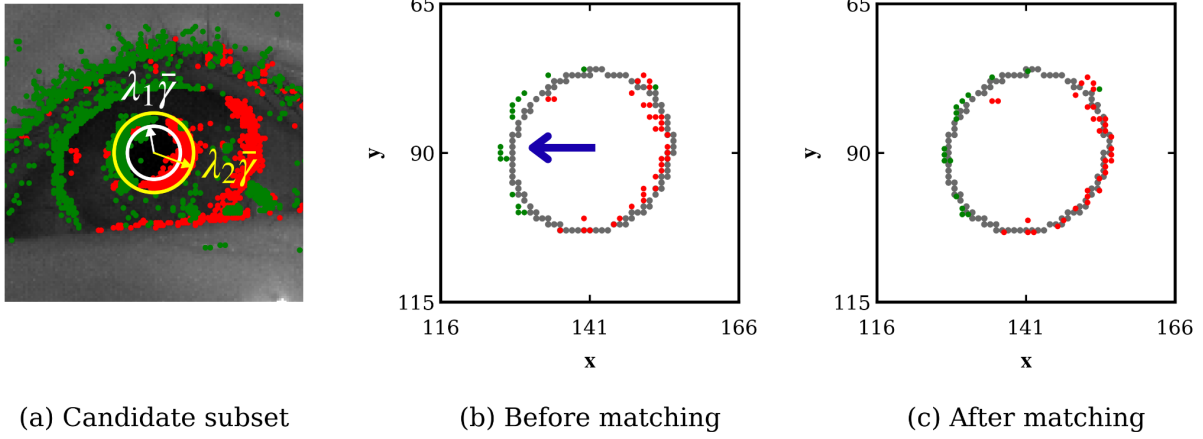 λ₁γ̄
λ₂γ̄
65
90
115
y
116
141
166
x
65
90
115
y
116
141
166
x
(a) Candidate subset
(b) Before matching
(c) After matching